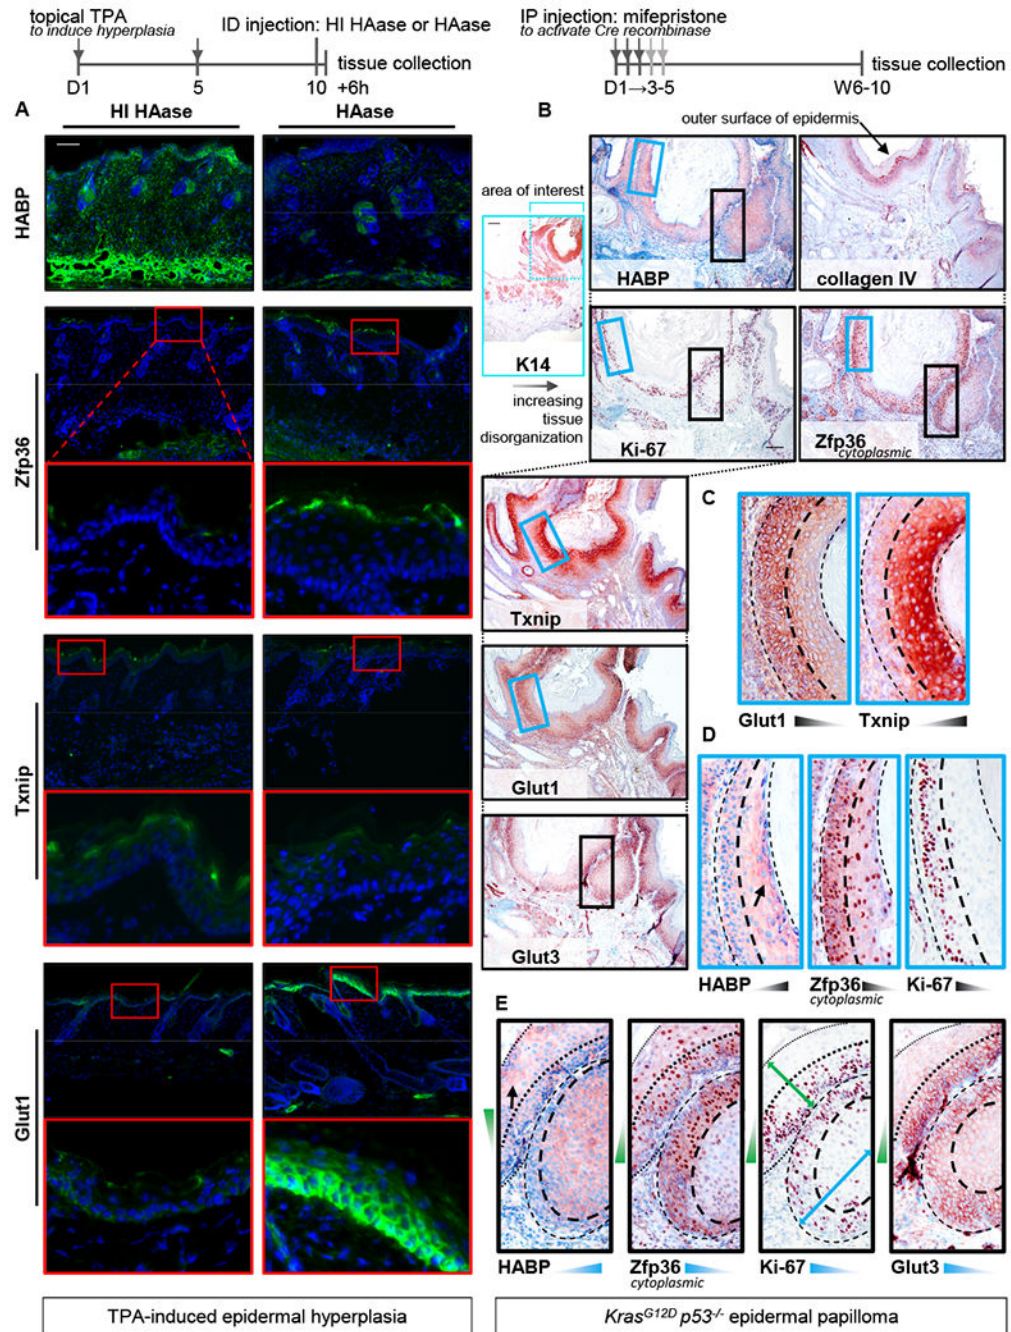 topical TPA
to induce hyperplasia
ID injection: HI HAase or HAase
tissue collection
D1
5
10
+6h
IP injection: mifepristone
to activate Cre recombinase
tissue collection
D1→3-5
W6-10
A
HI HAase
HAase
HABP
Zfp36
Txnip
Glut1
TPA-induced epidermal hyperplasia
B
outer surface of epidermis
area of interest
HABP
collagen IV
K14
increasing
tissue
disorganization
Ki-67
Zfp36
cytoplasmic
Txnip
Glut1
Glut3
C
Glut1
Txnip
D
HABP
Zfp36
cytoplasmic
Ki-67
E
HABP
Zfp36
cytoplasmic
Ki-67
Glut3
Kras^G12D p53^-/- epidermal papilloma